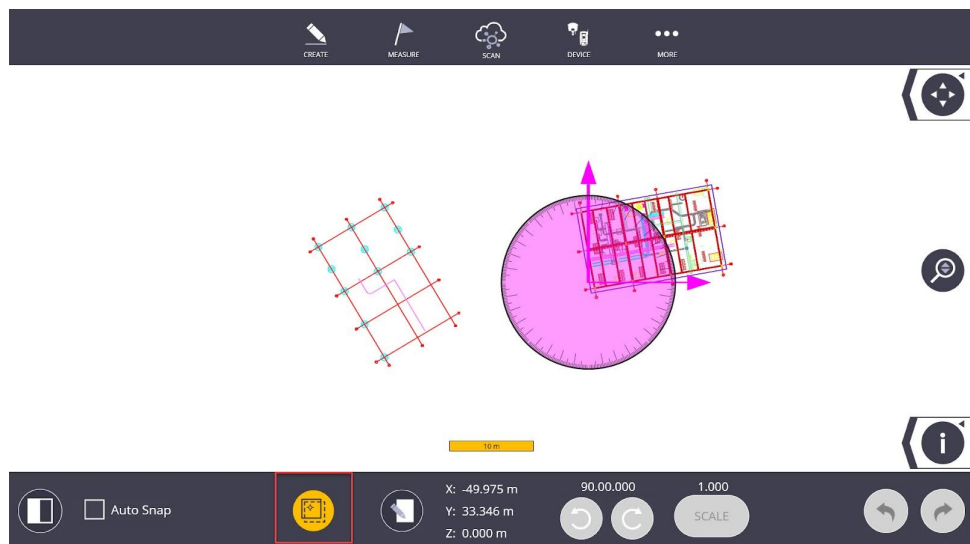 CREATE
MEASURE
SCAN
DEVICE
MORE
10 m
Auto Snap
X: -49.975 m
Y: 33.346 m
Z: 0.000 m
90.00.000
1.000
SCALE